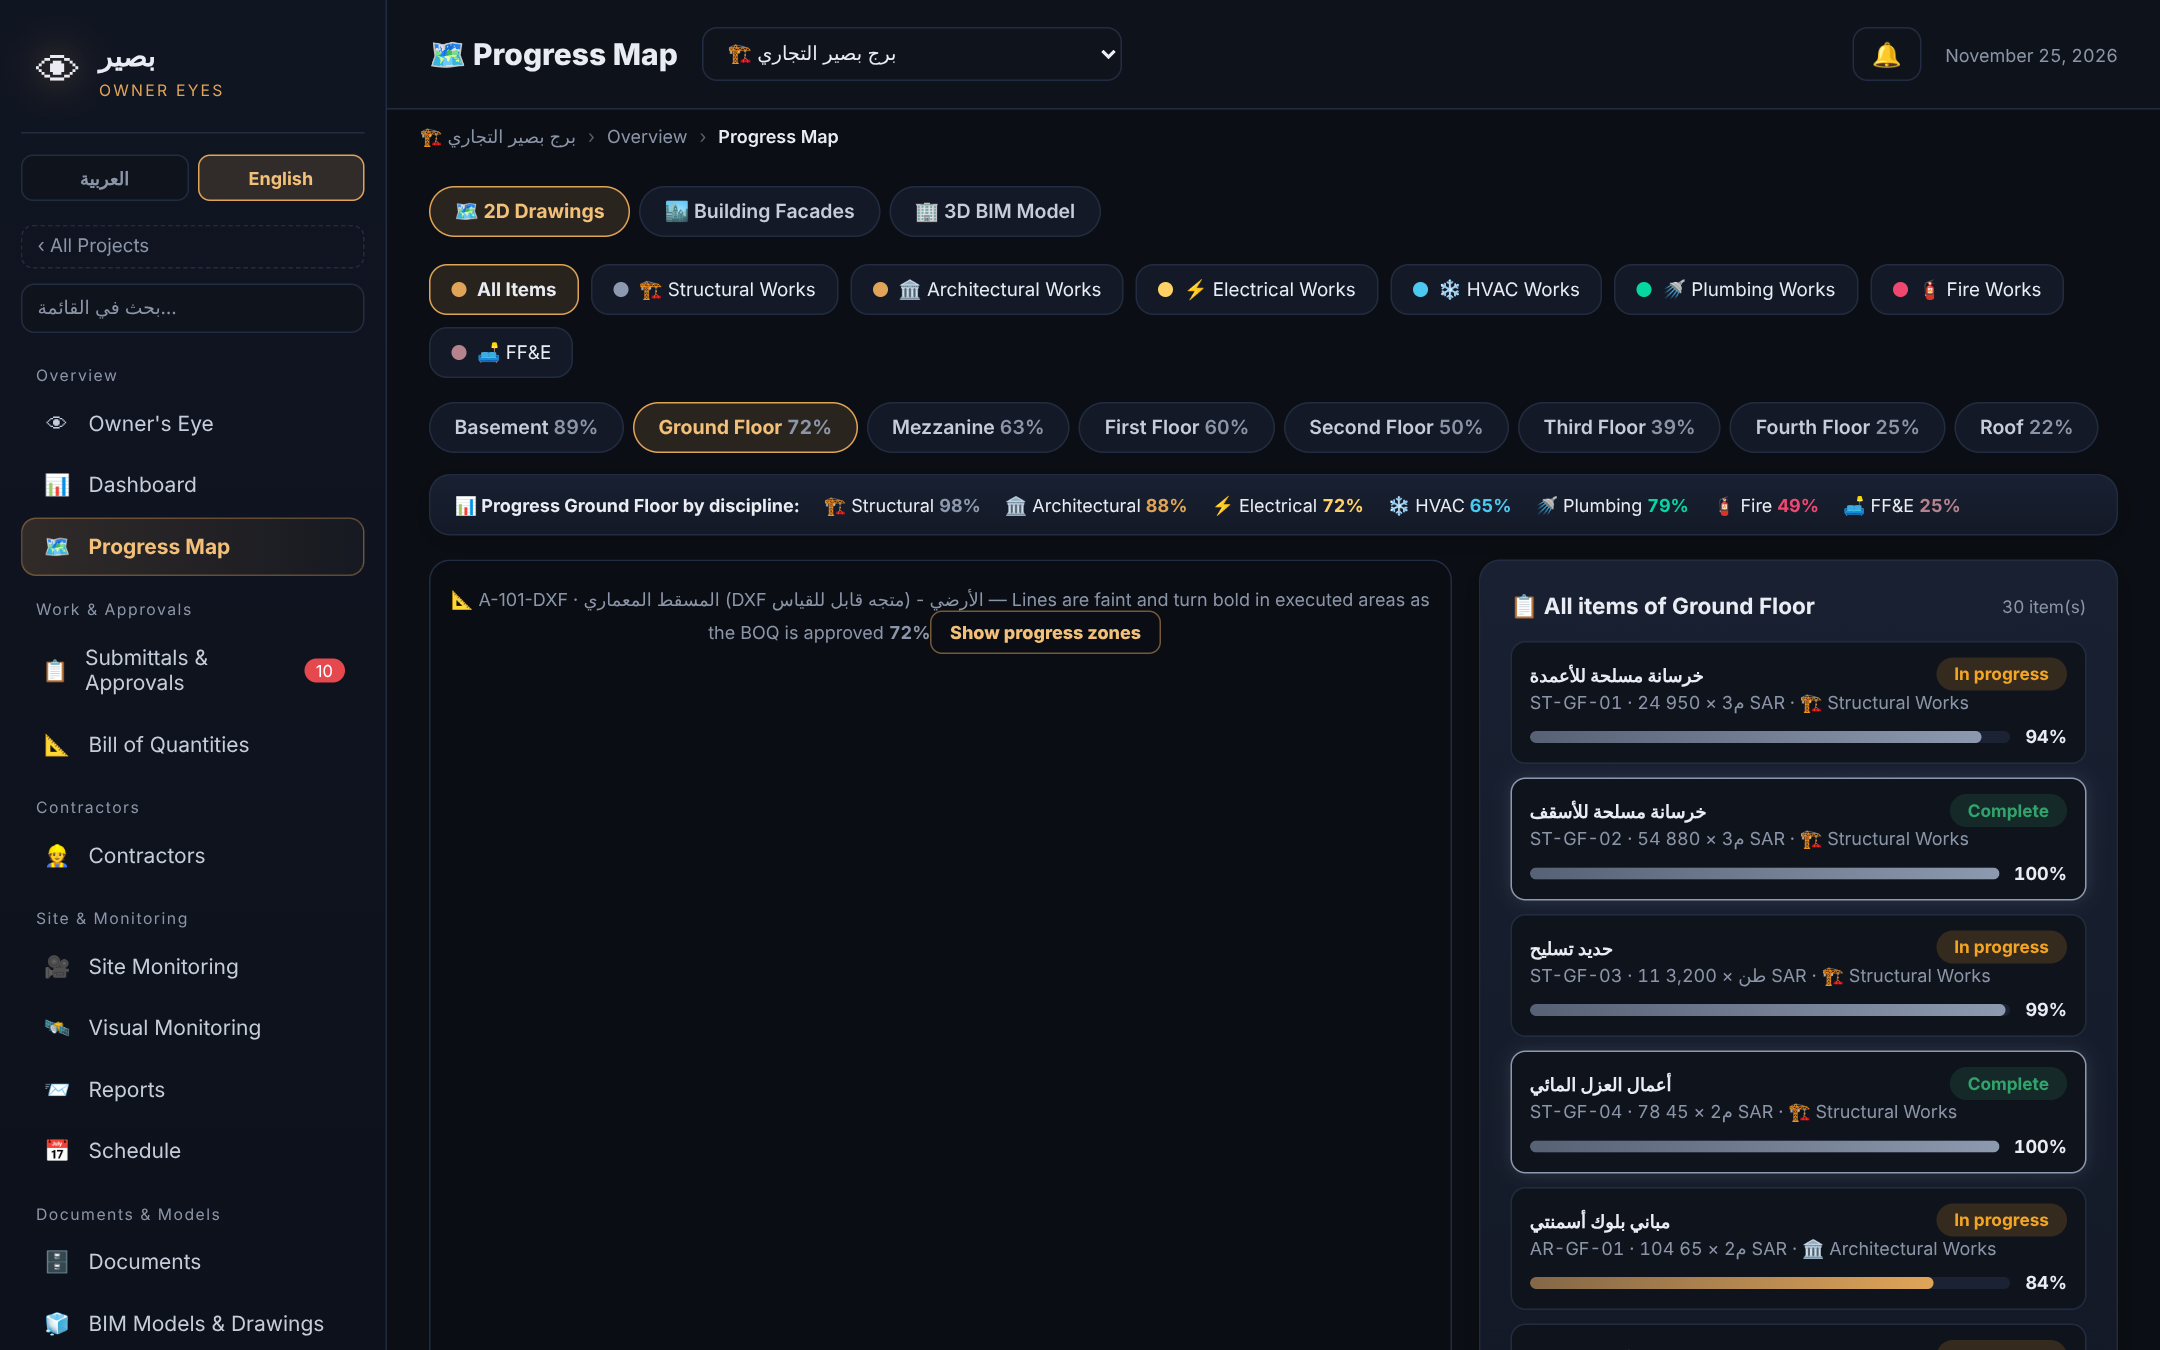 بصير
OWNER EYES
العربية
English
‹ All Projects
بحث في القائمة...
Overview
Owner's Eye
Dashboard
Progress Map
Work & Approvals
Submittals & Approvals
10
Bill of Quantities
Contractors
Contractors
Site & Monitoring
Site Monitoring
Visual Monitoring
Reports
Schedule
Documents & Models
Documents
BIM Models & Drawings
Progress Map
برج بصير التجاري
November 25, 2026
برج بصير التجاري › Overview › Progress Map
2D Drawings
Building Facades
3D BIM Model
All Items
Structural Works
Architectural Works
Electrical Works
HVAC Works
Plumbing Works
Fire Works
FF&E
Basement 89%
Ground Floor 72%
Mezzanine 63%
First Floor 60%
Second Floor 50%
Third Floor 39%
Fourth Floor 25%
Roof 22%
Progress Ground Floor by discipline: Structural 98% Architectural 88% Electrical 72% HVAC 65% Plumbing 79% Fire 49% FF&E 25%
A-101-DXF · المسقط المعماري (DXF متجه قابل للقياس) - الأرضي — Lines are faint and turn bold in executed areas as
the BOQ is approved 72% Show progress zones
All items of Ground Floor
30 item(s)
خرسانة مسلحة للأعمدة
In progress
ST-GF-01 · 24 م3 × 950 SAR · Structural Works
94%
خرسانة مسلحة للأسقف
Complete
ST-GF-02 · 54 م3 × 880 SAR · Structural Works
100%
حديد تسليح
In progress
ST-GF-03 · 11 طن × 3,200 SAR · Structural Works
99%
أعمال العزل المائي
Complete
ST-GF-04 · 78 م2 × 45 SAR · Structural Works
100%
مباني بلوك أسمنتي
In progress
AR-GF-01 · 104 م2 × 65 SAR · Architectural Works
84%